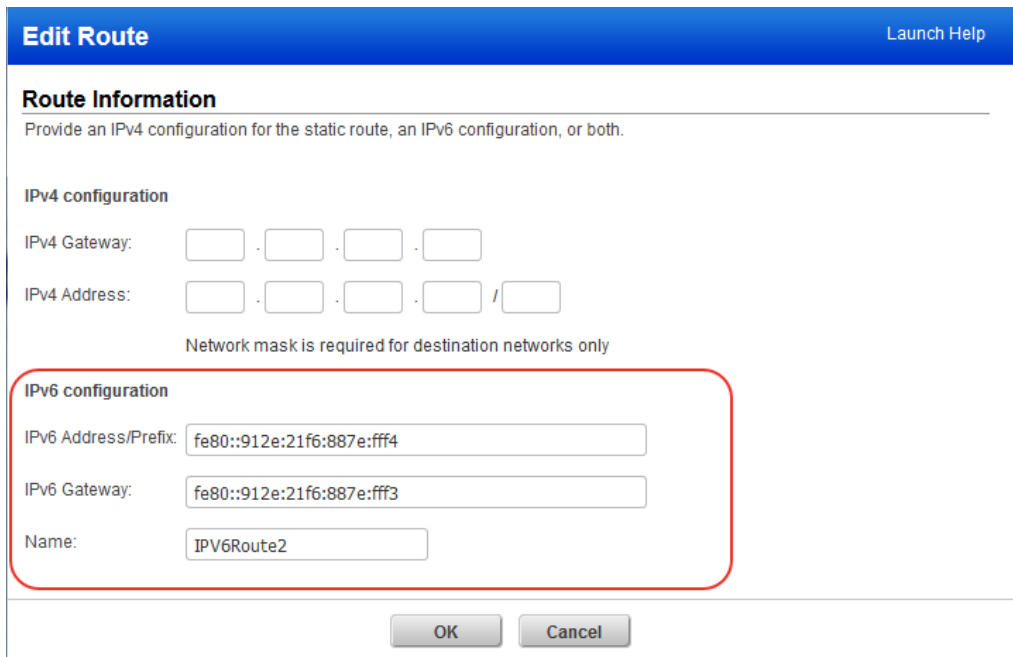 Edit Route
Launch Help
Route Information
Provide an IPv4 configuration for the static route, an IPv6 configuration, or both.
IPv4 configuration
IPv4 Gateway: . . .
IPv4 Address: . . . /
Network mask is required for destination networks only
IPv6 configuration
IPv6 Address/Prefix: fe80::912e:21f6:887e:fff4
IPv6 Gateway: fe80::912e:21f6:887e:fff3
Name: IPV6Route2
OK Cancel